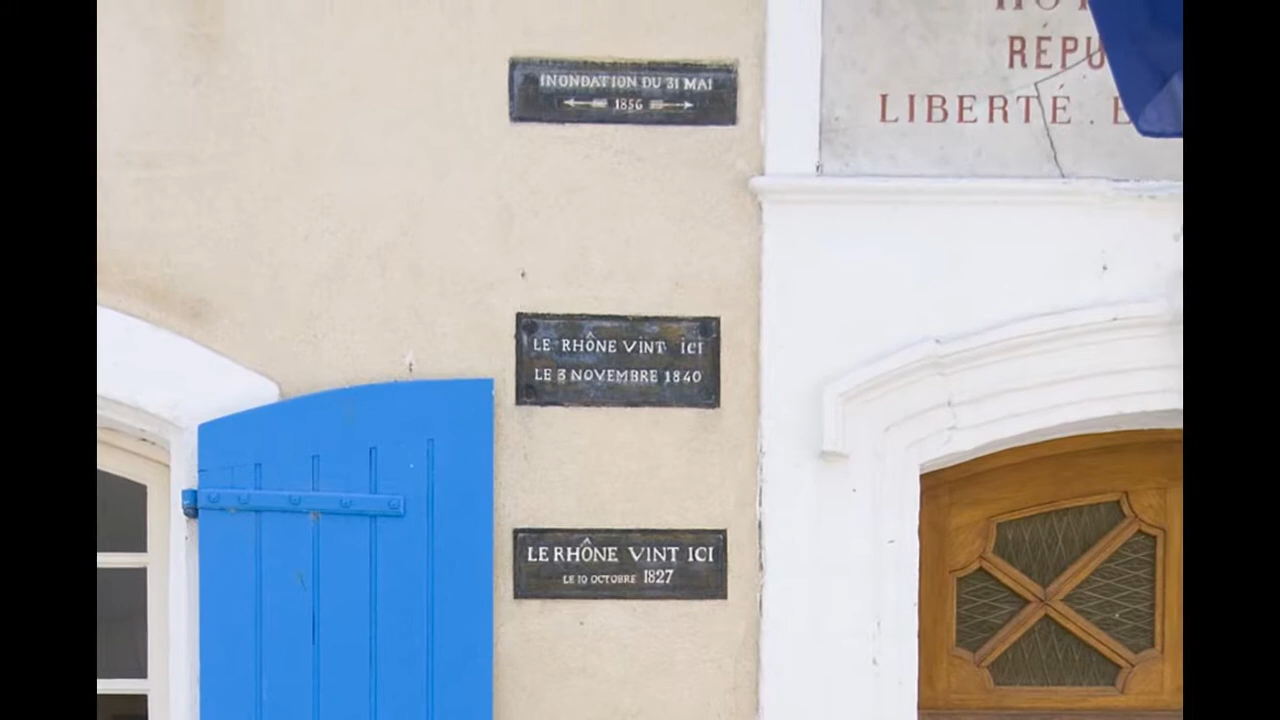 INONDATION DU 31 MAI
1856
LE RHÔNE VINT ICI
LE 3 NOVEMBRE 1840
LE RHÔNE VINT ICI
LE 10 OCTOBRE 1827
LIBERTÉ .